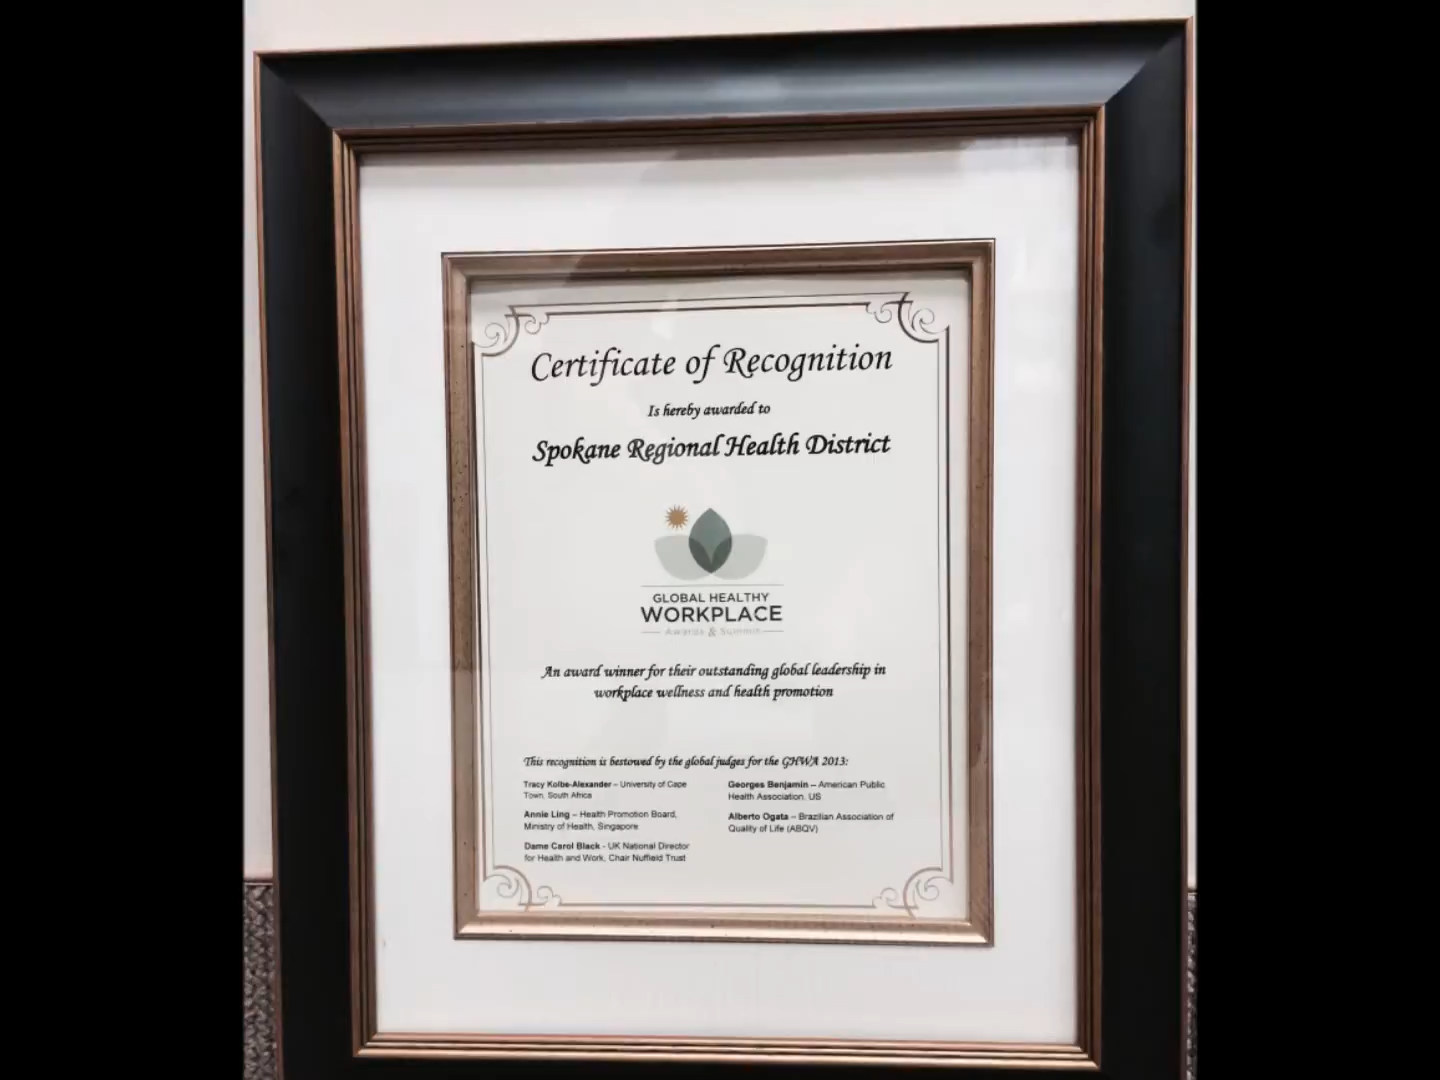 Certificate of Recognition
Is hereby awarded to
Spokane Regional Health District
GLOBAL HEALTHY
WORKPLACE
Awards & Summit
An award winner for their outstanding global leadership in
workplace wellness and health promotion
This recognition is bestowed by the global judges for the GHWA 2013:
Tracy Kolbe-Alexander – University of Cape
Town, South Africa
Annie Ling – Health Promotion Board,
Ministry of Health, Singapore
Dame Carol Black - UK National Director
for Health and Work, Chair Nuffield Trust
Georges Benjamin – American Public
Health Association, US
Alberto Ogata – Brazilian Association of
Quality of Life (ABQV)